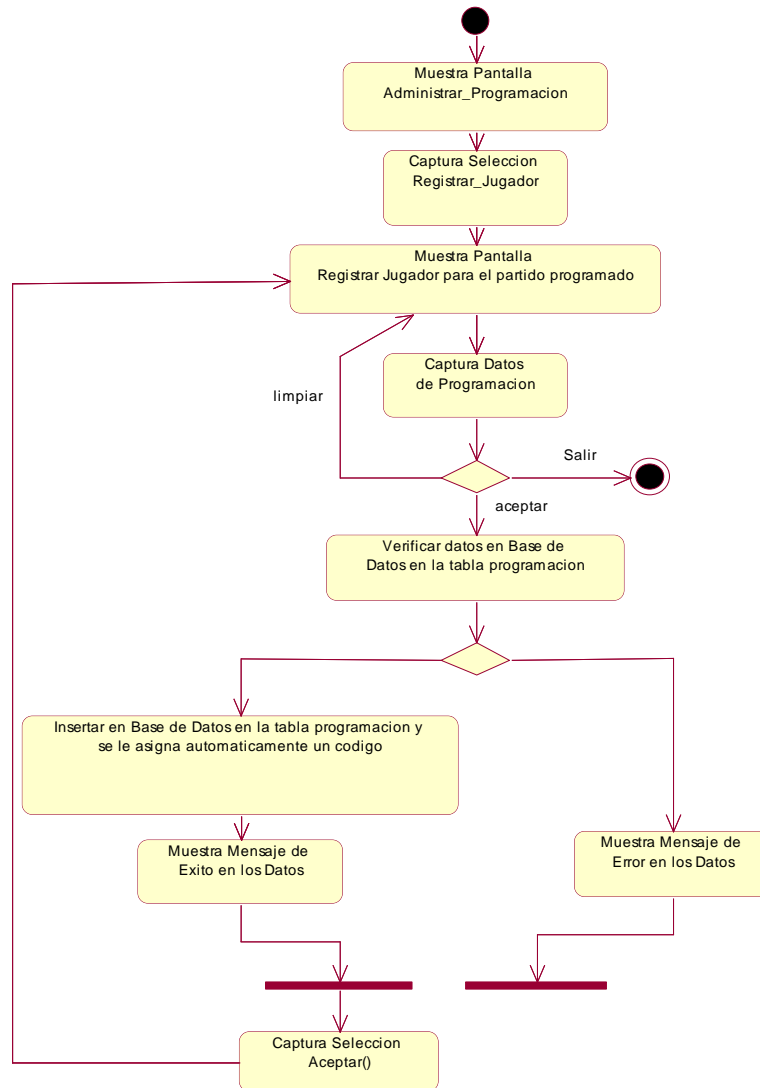 Muestra Pantalla
Administrar_Programacion
Captura Seleccion
Registrar_Jugador
Muestra Pantalla
Registrar Jugador para el partido programado
Captura Datos
de Programacion
limpiar
Salir
aceptar
Verificar datos en Base de
Datos en la tabla programacion
Insertar en Base de Datos en la tabla programacion y
se le asigna automaticamente un codigo
Muestra Mensaje de
Exito en los Datos
Muestra Mensaje de
Error en los Datos
Captura Seleccion
Aceptar()